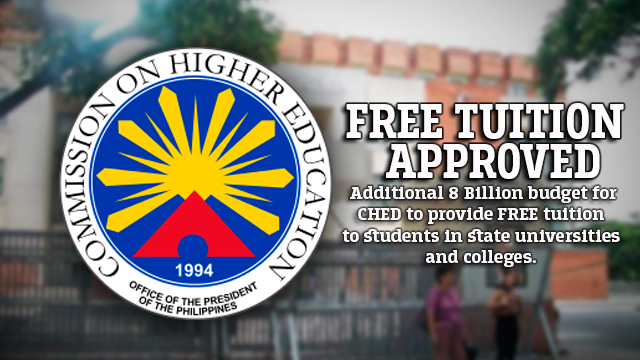 COMMISSION ON HIGHER EDUCATION
1994
OFFICE OF THE PRESIDENT
OF THE PHILIPPINES
FREE TUITION
APPROVED
Additional 8 Billion budget for
CHED to provide FREE tuition
to students in state universities
and colleges.